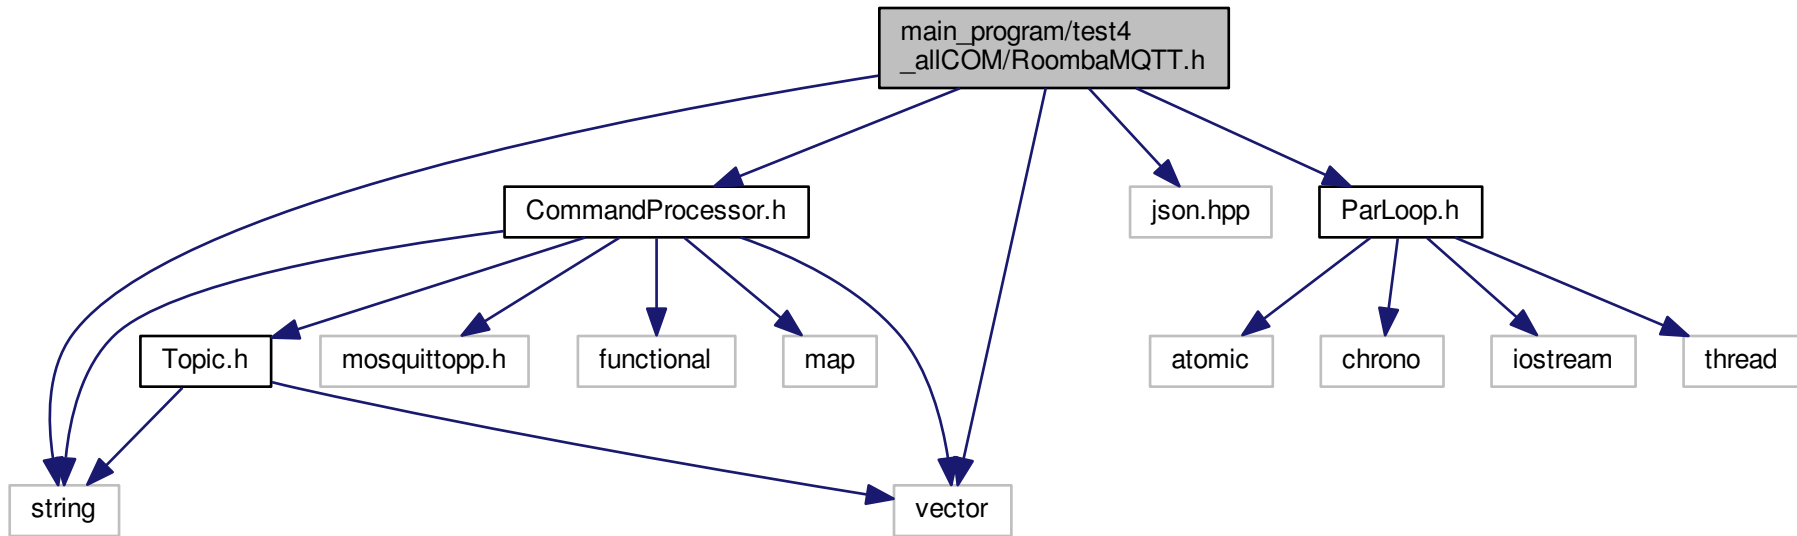 main_program/test4
_allCOM/RoombaMQTT.h
CommandProcessor.h
json.hpp
ParLoop.h
Topic.h
mosquittopp.h
functional
map
atomic
chrono
iostream
thread
string
vector